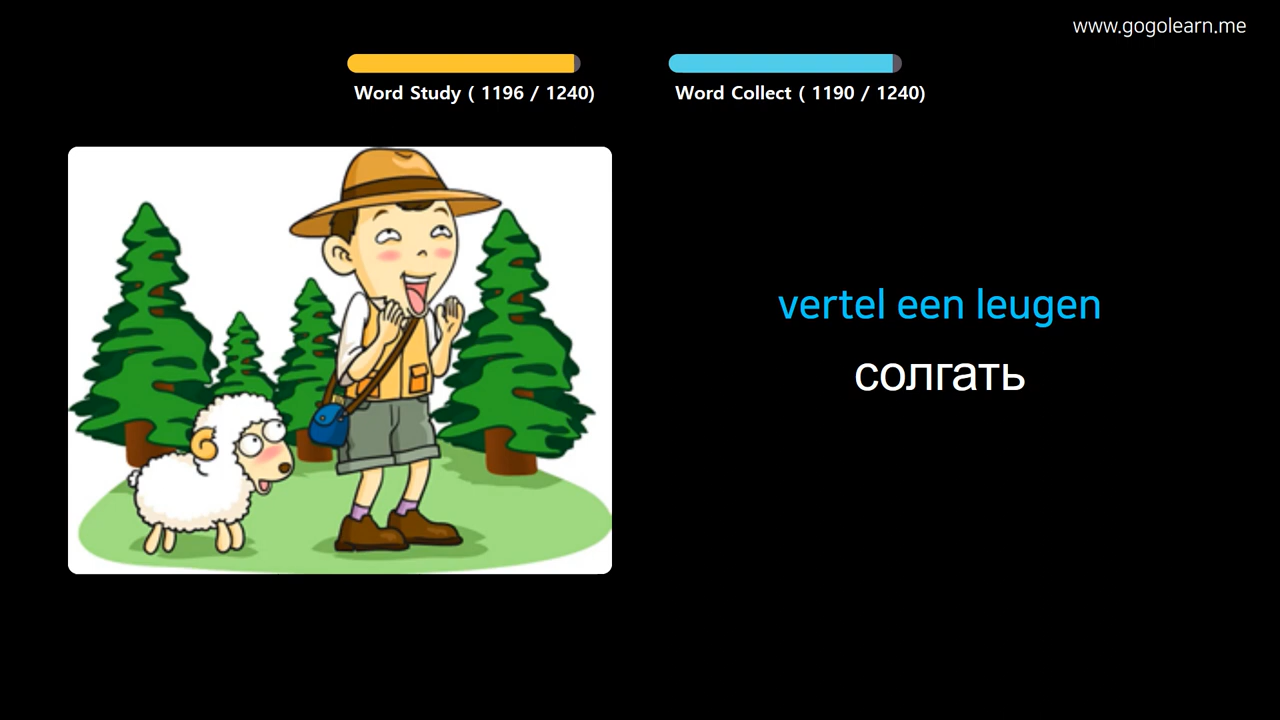 www.gogolearn.me
Word Study ( 1196 / 1240)
Word Collect ( 1190 / 1240)
vertel een leugen
солгать